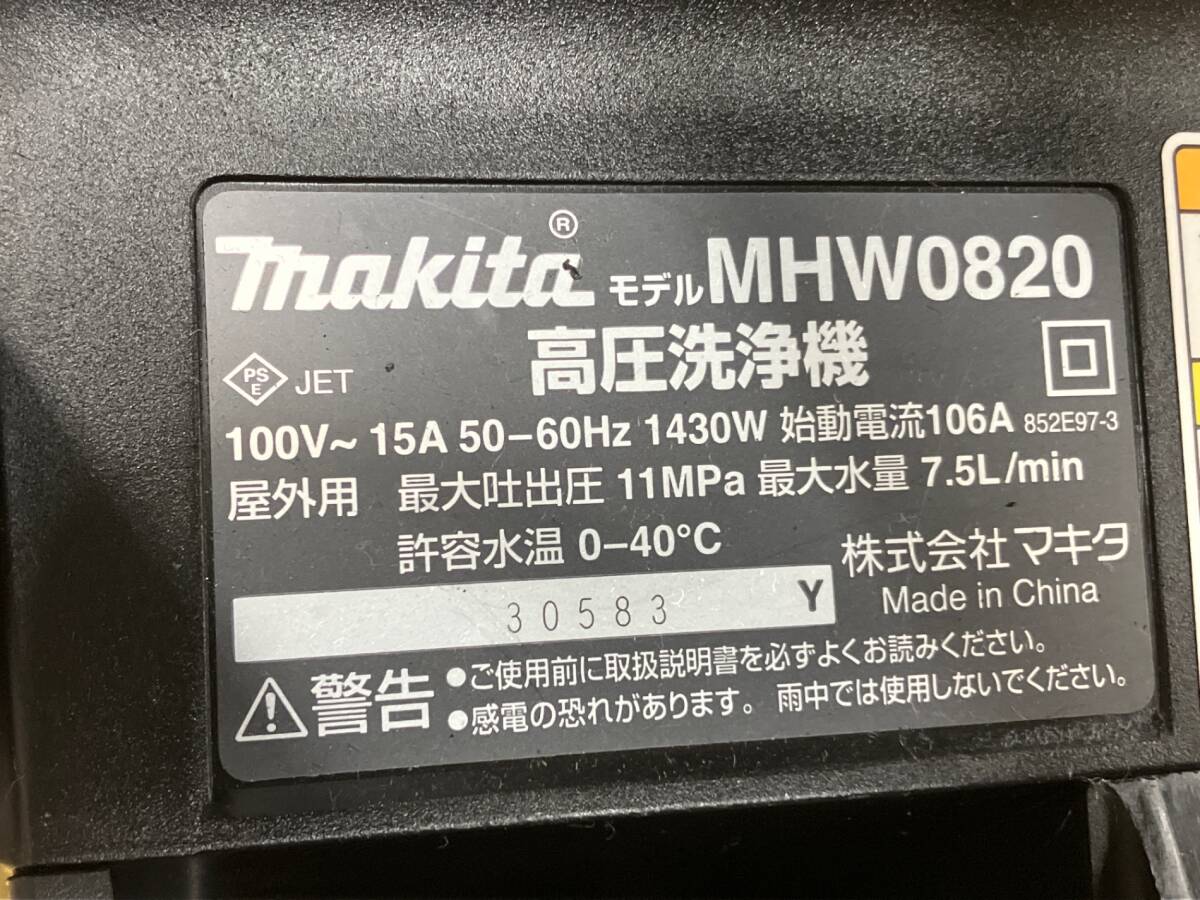 makita® モデル MHW0820
高圧洗浄機
PS E JET
100V~ 15A 50-60Hz 1430W 始動電流106A 852E97-3
屋外用 最大吐出圧 11MPa 最大水量 7.5L/min
許容水温 0-40°C
株式会社マキタ
30583 Y
Made in China
警告
●ご使用前に取扱説明書を必ずよくお読みください。
●感電の恐れがあります。雨中では使用しないでください。